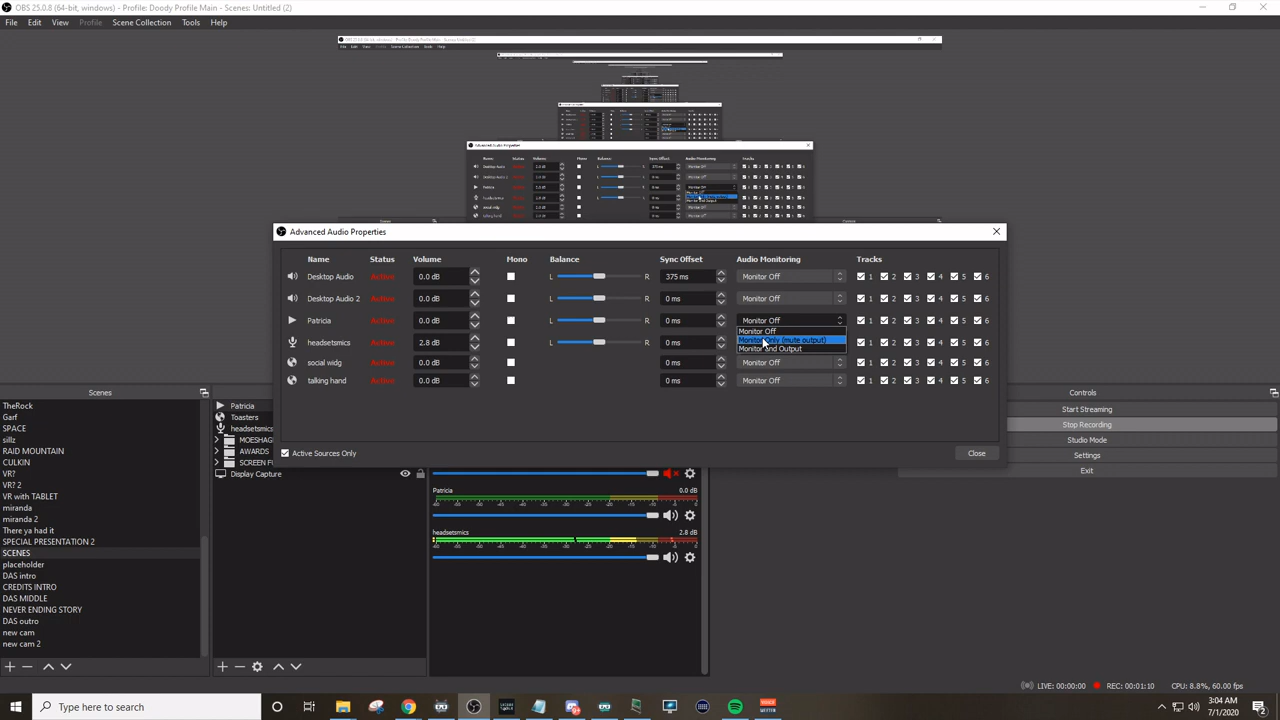 OBS 25.0.8 (64-bit, windows) - Profile: Doody Profile Main - Scenes: Untitled (2)
File Edit View Profile Scene Collection Tools Help
Advanced Audio Properties
Name Status Volume Mono Balance Sync Offset Audio Monitoring Tracks
Desktop Audio Active 0.0 dB L R 375 ms Monitor Off 1 2 3 4 5 6
Desktop Audio 2 Active 0.0 dB L R 0 ms Monitor Off 1 2 3 4 5 6
Patricia Active 0.0 dB L R 0 ms Monitor Off 1 2 3 4 5 6
Monitor Off
Monitor Only (mute output)
Monitor and Output
headsetsmics Active 2.8 dB L R 0 ms 1 2 3 4 5 6
social widg Active 0.0 dB 0 ms Monitor Off 1 2 3 4 5 6
talking hand Active 0.0 dB 0 ms Monitor Off 1 2 3 4 5 6
Active Sources Only
Close
Scenes
TheRock
Garf
SPACE
sillz
RAID MOUNTAIN
CULKIN
VR?
VR? 2
VR with TABLET
miranda
miranda 2
There ya had it
SPECIAL PRESENTATION 2
SCENES
placeholder
DAS intro
CREDITS INTRO
DAS MIDDLE
NEVER ENDING STORY
DAS outro
new cam
new cam 2
Patricia
Toasters
headsetsmics
MOESHA
AWARDS
SCREEN FU
Display Capture
Patricia 0.0 dB
headsetsmics 2.8 dB
Controls
Start Streaming
Stop Recording
Studio Mode
Settings
Exit
LIVE: 00:00:00 REC: 00:01:10 CPU: 8.8%, 60.00 fps
Type here to search
3:04 AM
7/1/2020
2